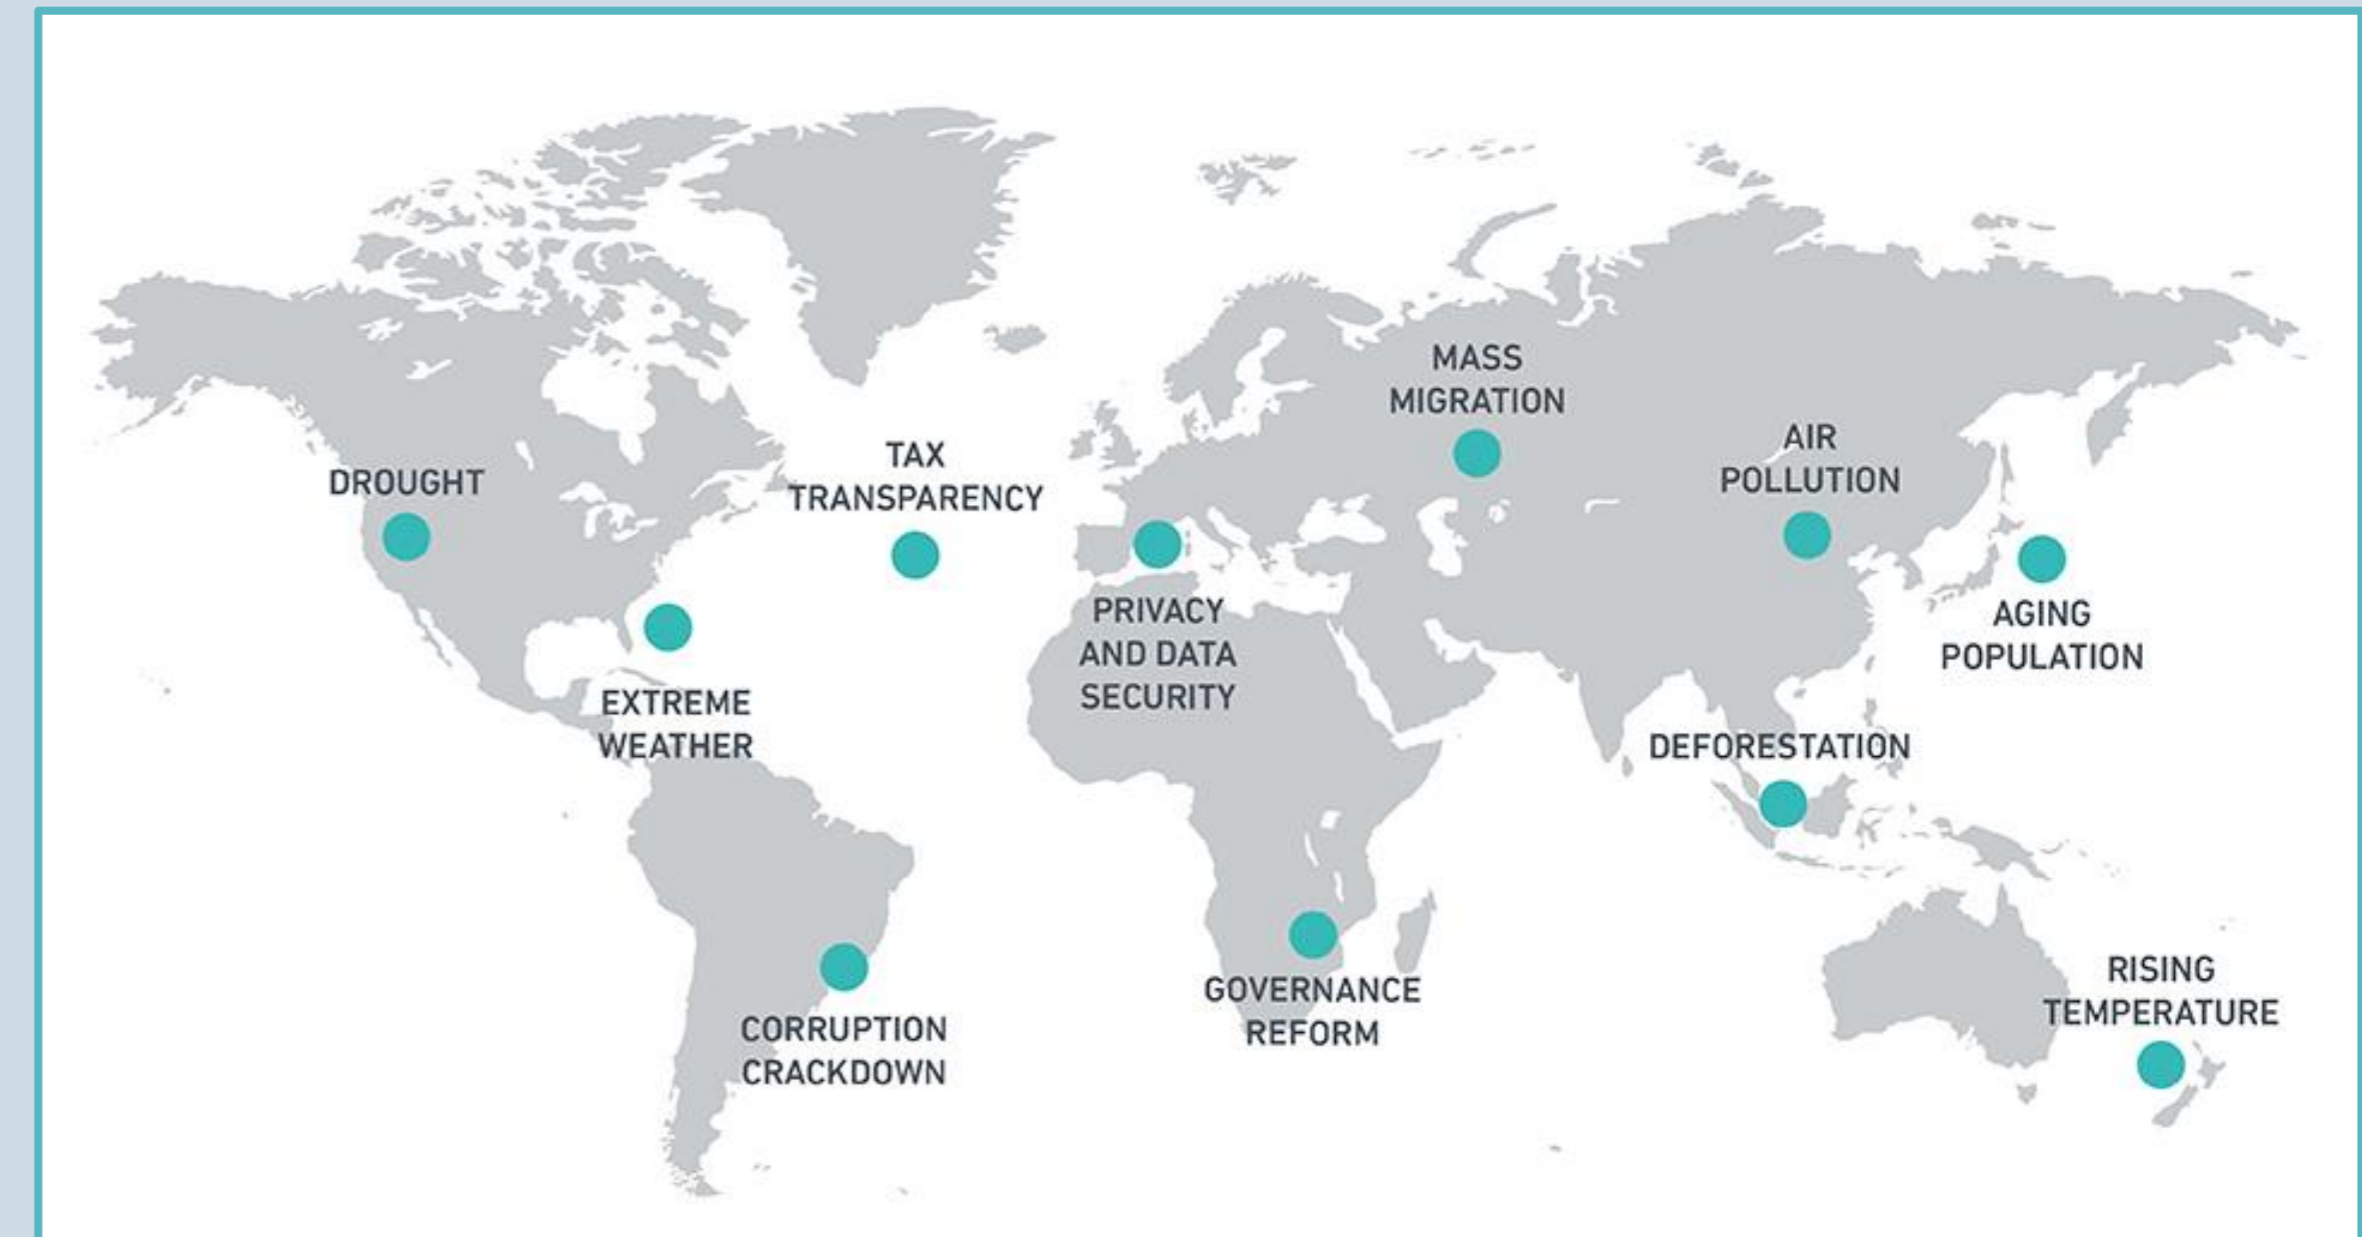 MASS
MIGRATION
AIR
POLLUTION
TAX
TRANSPARENCY
DROUGHT
PRIVACY
AND DATA
SECURITY
AGING
POPULATION
EXTREME
WEATHER
DEFORESTATION
RISING
TEMPERATURE
GOVERNANCE
REFORM
CORRUPTION
CRACKDOWN